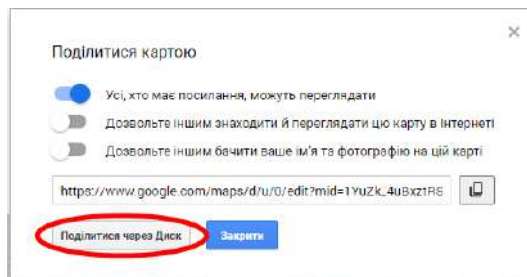 Поділитися картою
Усі, хто має посилання, можуть переглядати
Дозвольте іншим знаходити й переглядати цю карту в Інтернеті
Дозвольте іншим бачити ваше ім'я та фотографію на цій карті
https://www.google.com/maps/d/u/0/edit?mid=1YuZk_4uBxztRS
Поділитися через Диск Закрити